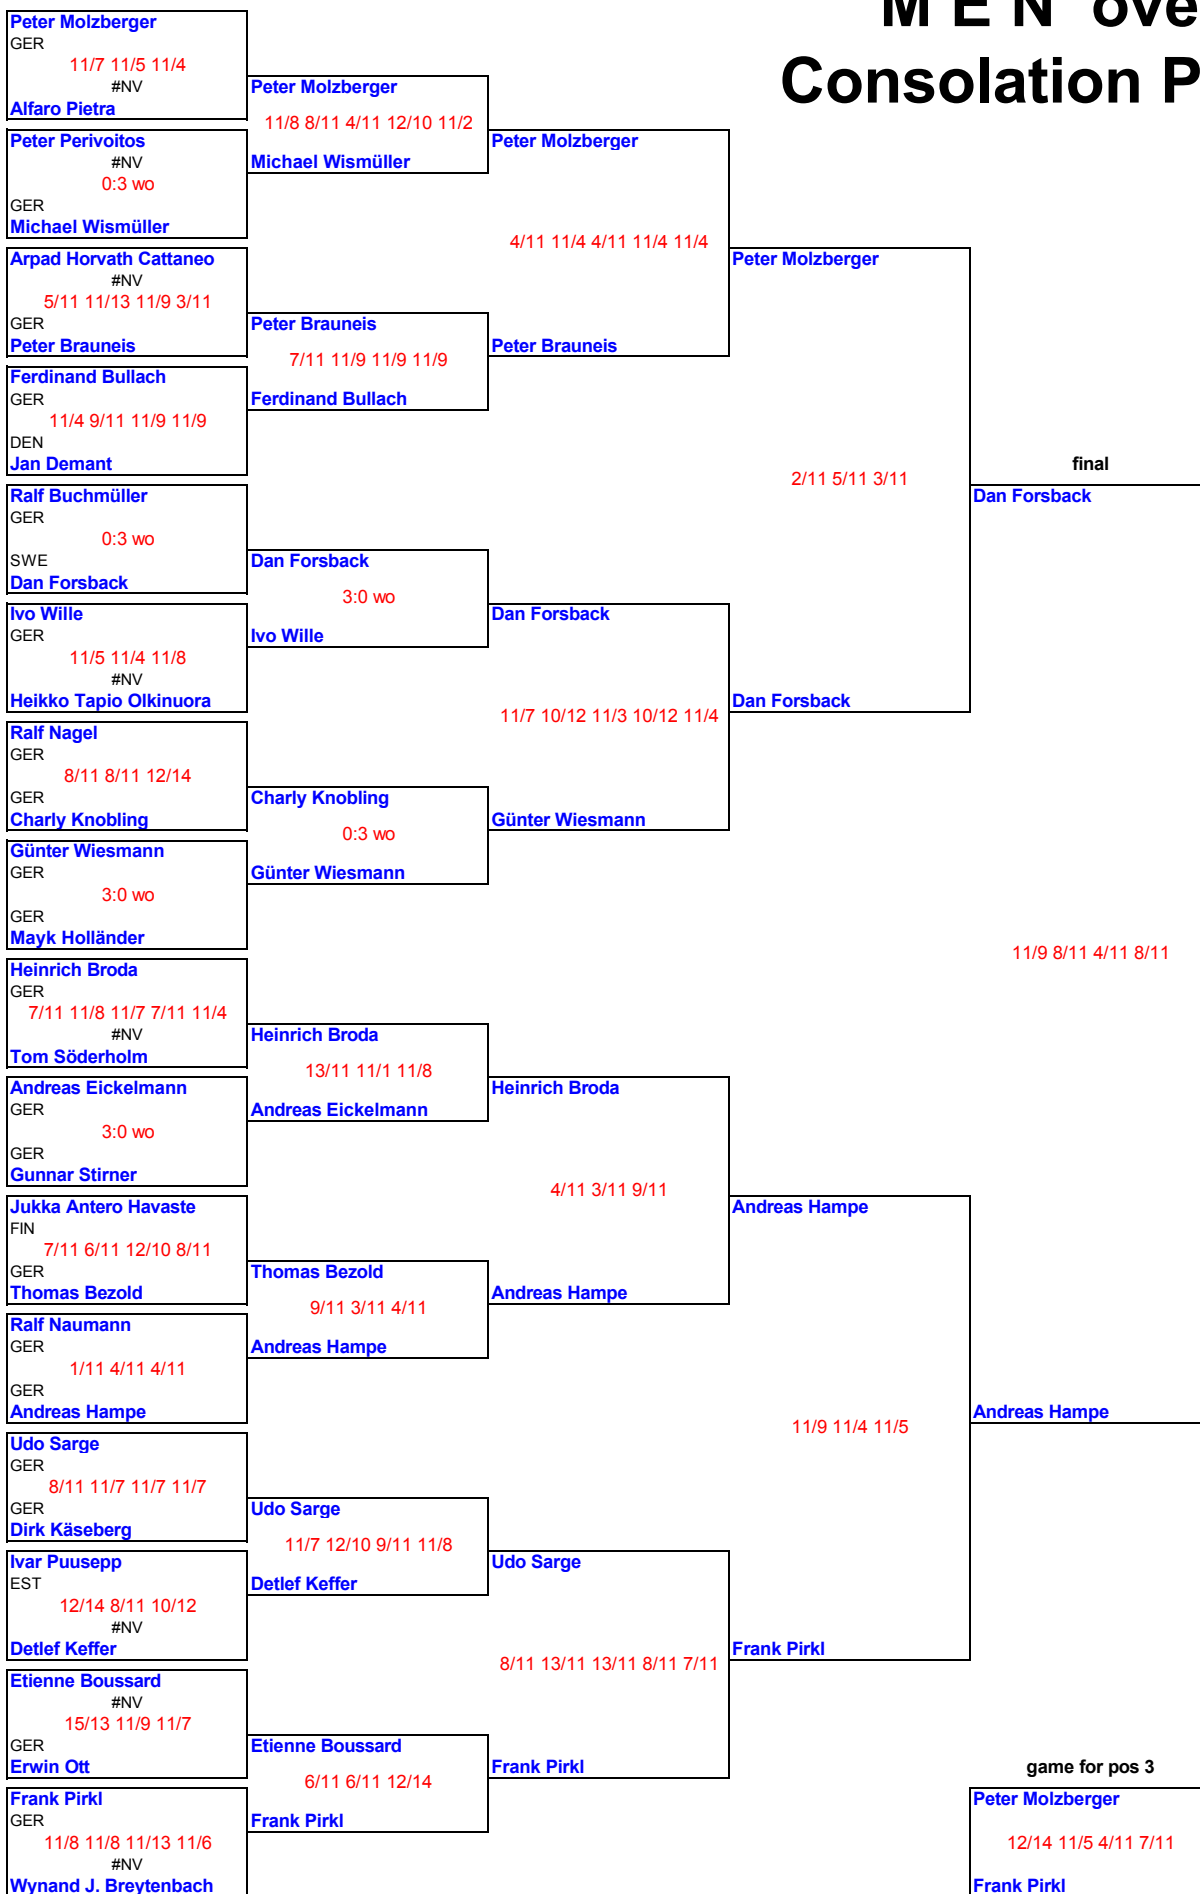 M E N ove
Consolation P
Peter Molzberger
GER
11/7 11/5 11/4
#NV
Alfaro Pietra
Peter Perivoitos
#NV
0:3 wo
GER
Michael Wismüller
Arpad Horvath Cattaneo
#NV
5/11 11/13 11/9 3/11
GER
Peter Brauneis
Ferdinand Bullach
GER
11/4 9/11 11/9 11/9
DEN
Jan Demant
Ralf Buchmüller
GER
0:3 wo
SWE
Dan Forsback
Ivo Wille
GER
11/5 11/4 11/8
#NV
Heikko Tapio Olkinuora
Ralf Nagel
GER
8/11 8/11 12/14
GER
Charly Knobling
Günter Wiesmann
GER
3:0 wo
GER
Mayk Holländer
Heinrich Broda
GER
7/11 11/8 11/7 7/11 11/4
#NV
Tom Söderholm
Andreas Eickelmann
GER
3:0 wo
GER
Gunnar Stirner
Jukka Antero Havaste
FIN
7/11 6/11 12/10 8/11
GER
Thomas Bezold
Ralf Naumann
GER
1/11 4/11 4/11
GER
Andreas Hampe
Udo Sarge
GER
8/11 11/7 11/7 11/7
GER
Dirk Käseberg
Ivar Puusepp
EST
12/14 8/11 10/12
#NV
Detlef Keffer
Etienne Boussard
#NV
15/13 11/9 11/7
GER
Erwin Ott
Frank Pirkl
GER
11/8 11/8 11/13 11/6
#NV
Wynand J. Breytenbach
Peter Molzberger
11/8 8/11 4/11 12/10 11/2
Michael Wismüller
Peter Brauneis
7/11 11/9 11/9 11/9
Ferdinand Bullach
Dan Forsback
3:0 wo
Ivo Wille
Charly Knobling
0:3 wo
Günter Wiesmann
Heinrich Broda
13/11 11/1 11/8
Andreas Eickelmann
Thomas Bezold
9/11 3/11 4/11
Andreas Hampe
Udo Sarge
11/7 12/10 9/11 11/8
Detlef Keffer
Etienne Boussard
6/11 6/11 12/14
Frank Pirkl
Peter Molzberger
4/11 11/4 4/11 11/4 11/4
Peter Brauneis
Dan Forsback
11/7 10/12 11/3 10/12 11/4
Günter Wiesmann
Heinrich Broda
4/11 3/11 9/11
Andreas Hampe
Udo Sarge
8/11 13/11 13/11 8/11 7/11
Frank Pirkl
Peter Molzberger
2/11 5/11 3/11
Dan Forsback
Andreas Hampe
11/9 11/4 11/5
Frank Pirkl
final
Dan Forsback
11/9 8/11 4/11 8/11
Andreas Hampe
game for pos 3
Peter Molzberger
12/14 11/5 4/11 7/11
Frank Pirkl